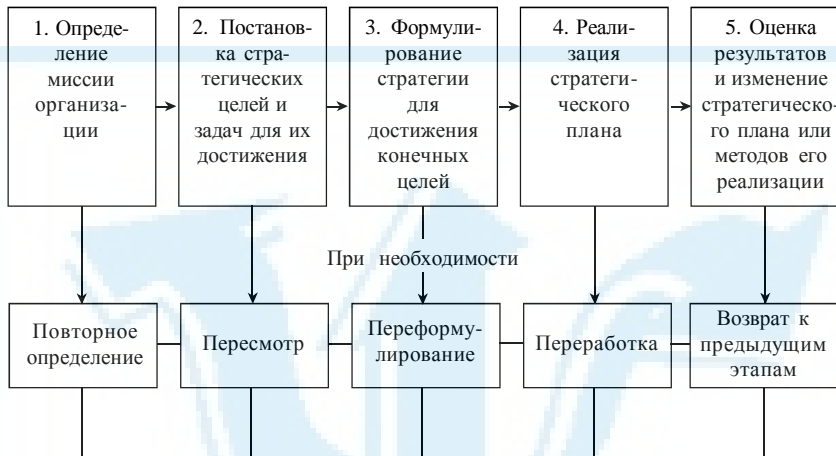 1. Опреде-
ление
миссии
организа-
ции
2. Постанов-
ка стра-
тегических
целей и
задач для их
достижения
3. Формули-
рование
стратегии
для
достижения
конечных
целей
4. Реали-
зация
стратеги-
ческого
плана
5. Оценка
результатов
и изменение
стратегическо-
го плана или
методов его
реализации
При необходимости
Повторное
определение
Пересмотр
Переформу-
лирование
Переработка
Возврат к
предыдущим
этапам